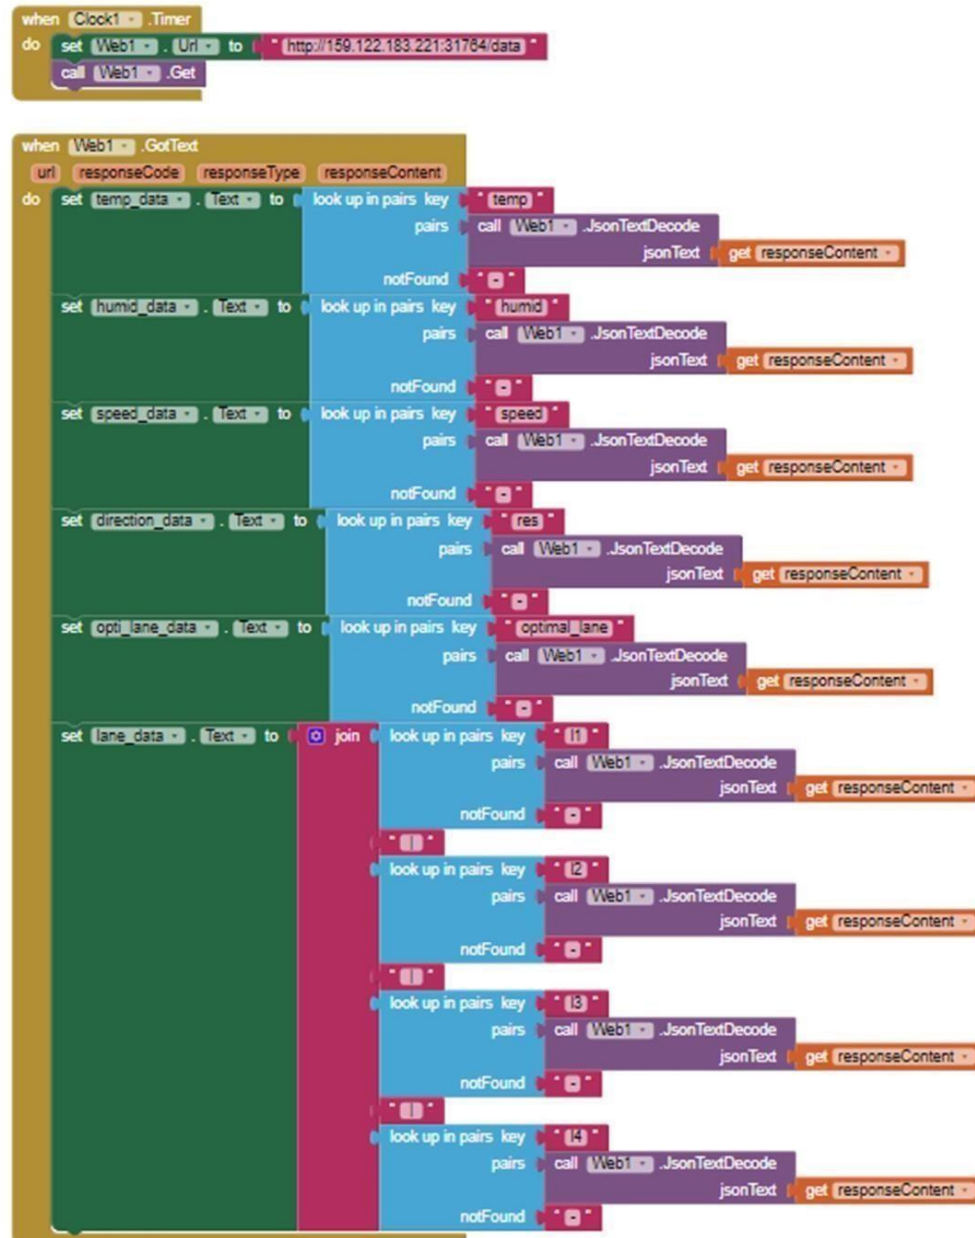 when Clock1 .Timer
do set Web1 . Url to " http://159.122.183.221:31764/data "
call Web1 .Get
when Web1 .GotText
url responseCode responseType responseContent
do set temp_data . Text to look up in pairs key " temp "
pairs call Web1 .JsonTextDecode
jsonText get responseContent
notFound " - "
set humid_data . Text to look up in pairs key " humid "
pairs call Web1 .JsonTextDecode
jsonText get responseContent
notFound " - "
set speed_data . Text to look up in pairs key " speed "
pairs call Web1 .JsonTextDecode
jsonText get responseContent
notFound " - "
set direction_data . Text to look up in pairs key " res "
pairs call Web1 .JsonTextDecode
jsonText get responseContent
notFound " - "
set opti_lane_data . Text to look up in pairs key " optimal_lane "
pairs call Web1 .JsonTextDecode
jsonText get responseContent
notFound " - "
set lane_data . Text to join look up in pairs key " l1 "
pairs call Web1 .JsonTextDecode
jsonText get responseContent
notFound " - "
" | "
look up in pairs key " l2 "
pairs call Web1 .JsonTextDecode
jsonText get responseContent
notFound " - "
" | "
look up in pairs key " l3 "
pairs call Web1 .JsonTextDecode
jsonText get responseContent
notFound " - "
" | "
look up in pairs key " l4 "
pairs call Web1 .JsonTextDecode
jsonText get responseContent
notFound " - "